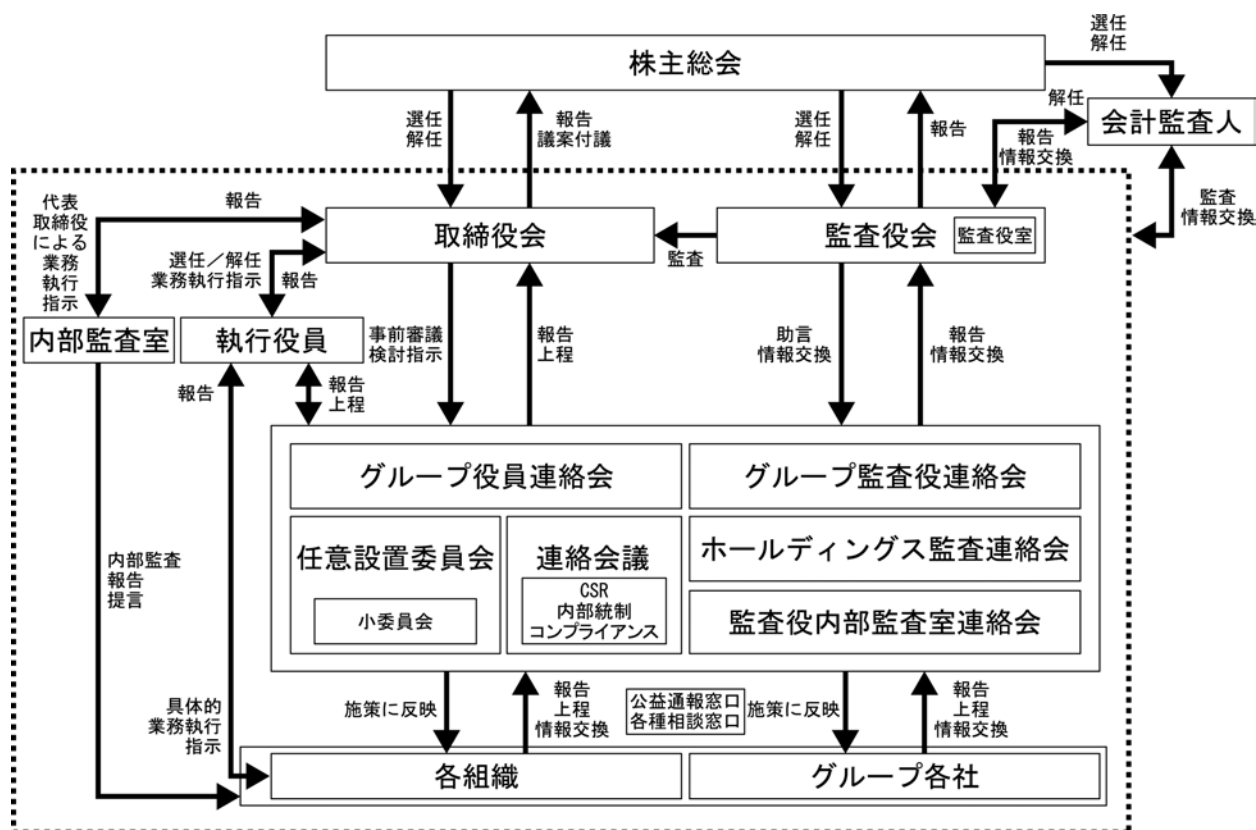 株主総会
選任
解任
解任
会計監査人
選任
解任
報告
議案付議
選任
解任
報告
報告
情報交換
監査
情報交換
代表
取締役
による
業務
執行
指示
報告
取締役会
監査
監査役会
監査役室
選任／解任
業務執行指示
報告
内部監査室
執行役員
事前審議
検討指示
報告
上程
助言
情報交換
報告
情報交換
報告
報告
上程
グループ役員連絡会
グループ監査役連絡会
任意設置委員会
小委員会
連絡会議
CSR
内部統制
コンプライアンス
ホールディングス監査連絡会
監査役内部監査室連絡会
内部監査
報告
提言
具体的
業務執行
指示
施策に反映
報告
上程
情報交換
公益通報窓口
各種相談窓口
施策に反映
報告
上程
情報交換
各組織
グループ各社